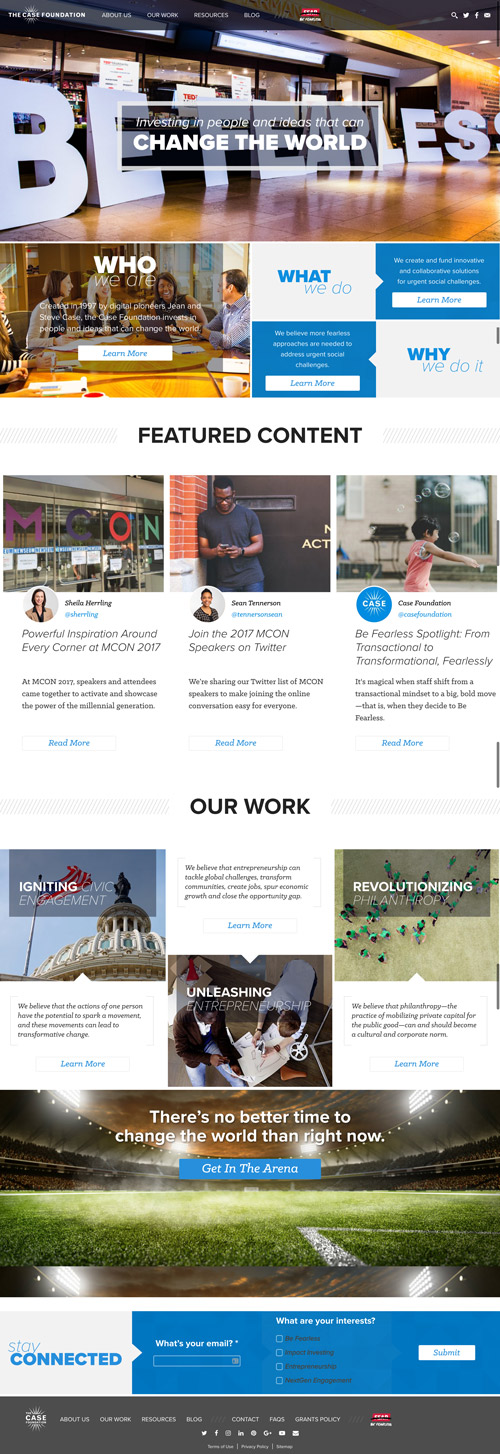 THE CASE FOUNDATION
ABOUT US OUR WORK RESOURCES BLOG
BE FEARLESS
TED
BE FEARLESS
Investing in people and ideas that can
CHANGE THE WORLD
WHO
we are
Created in 1997 by digital pioneers Jean and
Steve Case, the Case Foundation invests in
people and ideas that can change the world.
Learn More
WHAT
we do
We create and fund innovative
and collaborative solutions
for urgent social challenges.
Learn More
We believe more fearless
approaches are needed to
address urgent social
challenges.
Learn More
WHY
we do it
FEATURED CONTENT
MCON
ACT
Sheila Herrling
@sherrling
Powerful Inspiration Around
Every Corner at MCON 2017
At MCON 2017, speakers and attendees
came together to activate and showcase
the power of the millennial generation.
Read More
Sean Tennerson
@tennersonsean
Join the 2017 MCON
Speakers on Twitter
We're sharing our Twitter list of MCON
speakers to make joining the online
conversation easy for everyone.
Read More
CASE
Case Foundation
@casefoundation
Be Fearless Spotlight: From
Transactional to
Transformational, Fearlessly
It's magical when staff shift from a
transactional mindset to a big, bold move
—that is, when they decide to Be
Fearless.
Read More
OUR WORK
IGNITING CIVIC
ENGAGEMENT
We believe that the actions of one person
have the potential to spark a movement,
and these movements can lead to
transformative change.
Learn More
We believe that entrepreneurship can
tackle global challenges, transform
communities, create jobs, spur economic
growth and close the opportunity gap.
Learn More
UNLEASHING
ENTREPRENEURSHIP
REVOLUTIONIZING
PHILANTHROPY
We believe that philanthropy—the
practice of mobilizing private capital for
the public good—can and should become
a cultural and corporate norm.
Learn More
There's no better time to
change the world than right now.
Get In The Arena
stay
CONNECTED
What's your email? *
What are your interests?
Be Fearless
Impact Investing
Entrepreneurship
NextGen Engagement
Submit
THE
CASE
FOUNDATION
ABOUT US OUR WORK RESOURCES BLOG CONTACT FAQS GRANTS POLICY
BE FEARLESS
Terms of Use | Privacy Policy | Sitemap